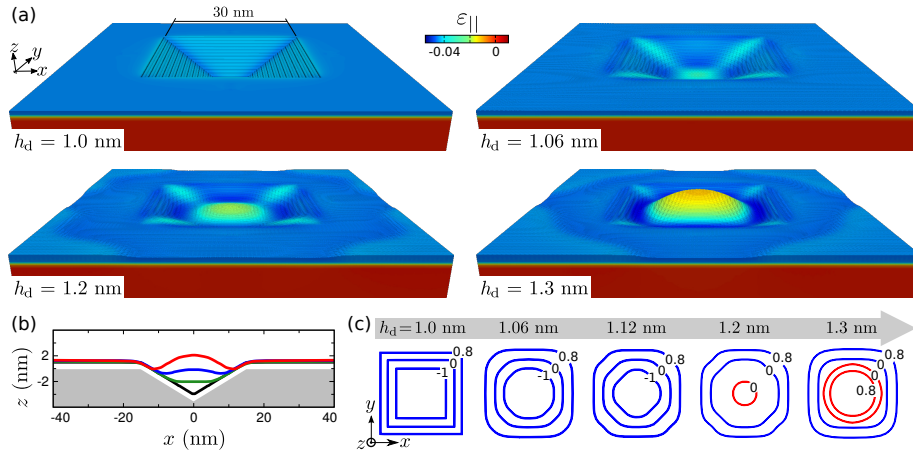 (a)
30 nm
ε||
-0.04 0
z y x
h_d = 1.0 nm
h_d = 1.06 nm
h_d = 1.2 nm
h_d = 1.3 nm
(b)
z (nm)
2
-2
-40 -20 0 20 40
x (nm)
(c)
h_d=1.0 nm 1.06 nm 1.12 nm 1.2 nm 1.3 nm
0.8 0 -1
0.8 0 -1
0.8 0 -1
0.8 0 0
0.8 0 0 0.8
y
z x